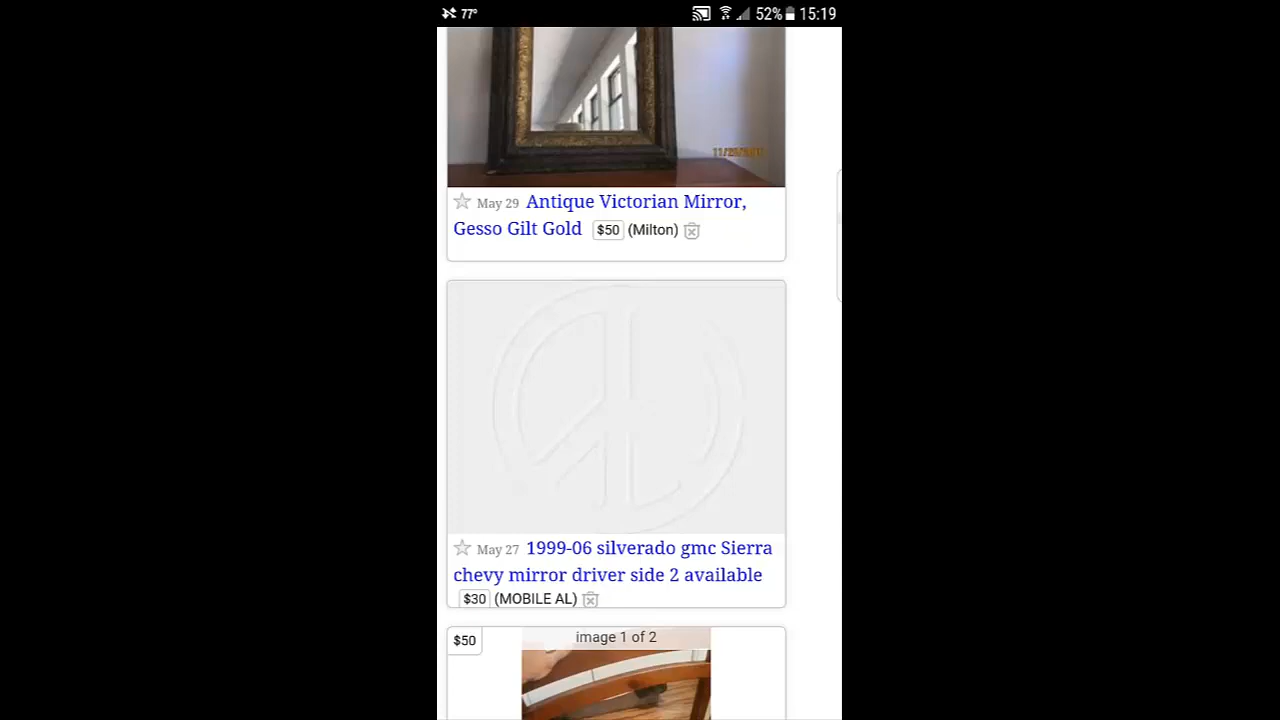 77° 52% 15:19
May 29 Antique Victorian Mirror,
Gesso Gilt Gold $50 (Milton)
May 27 1999-06 silverado gmc Sierra
chevy mirror driver side 2 available
$30 (MOBILE AL)
$50 image 1 of 2